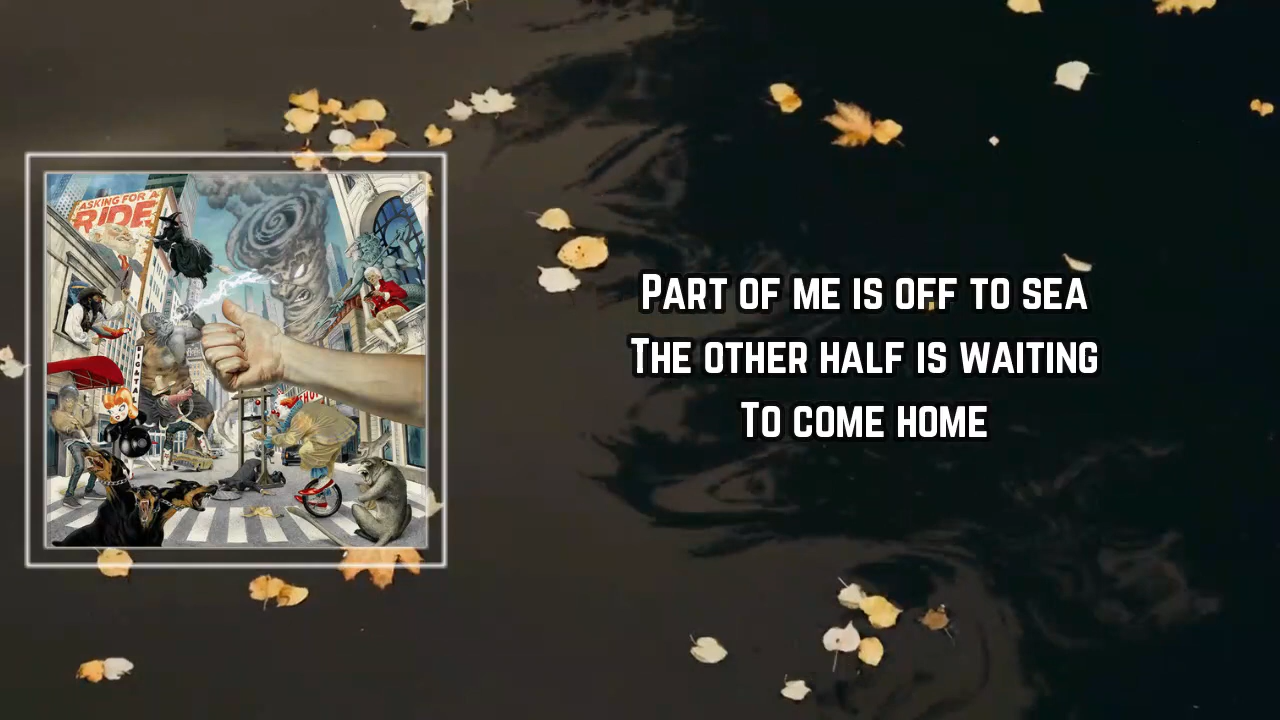 ASKING FOR A
RIDE
PART OF ME IS OFF TO SEA
THE OTHER HALF IS WAITING
TO COME HOME